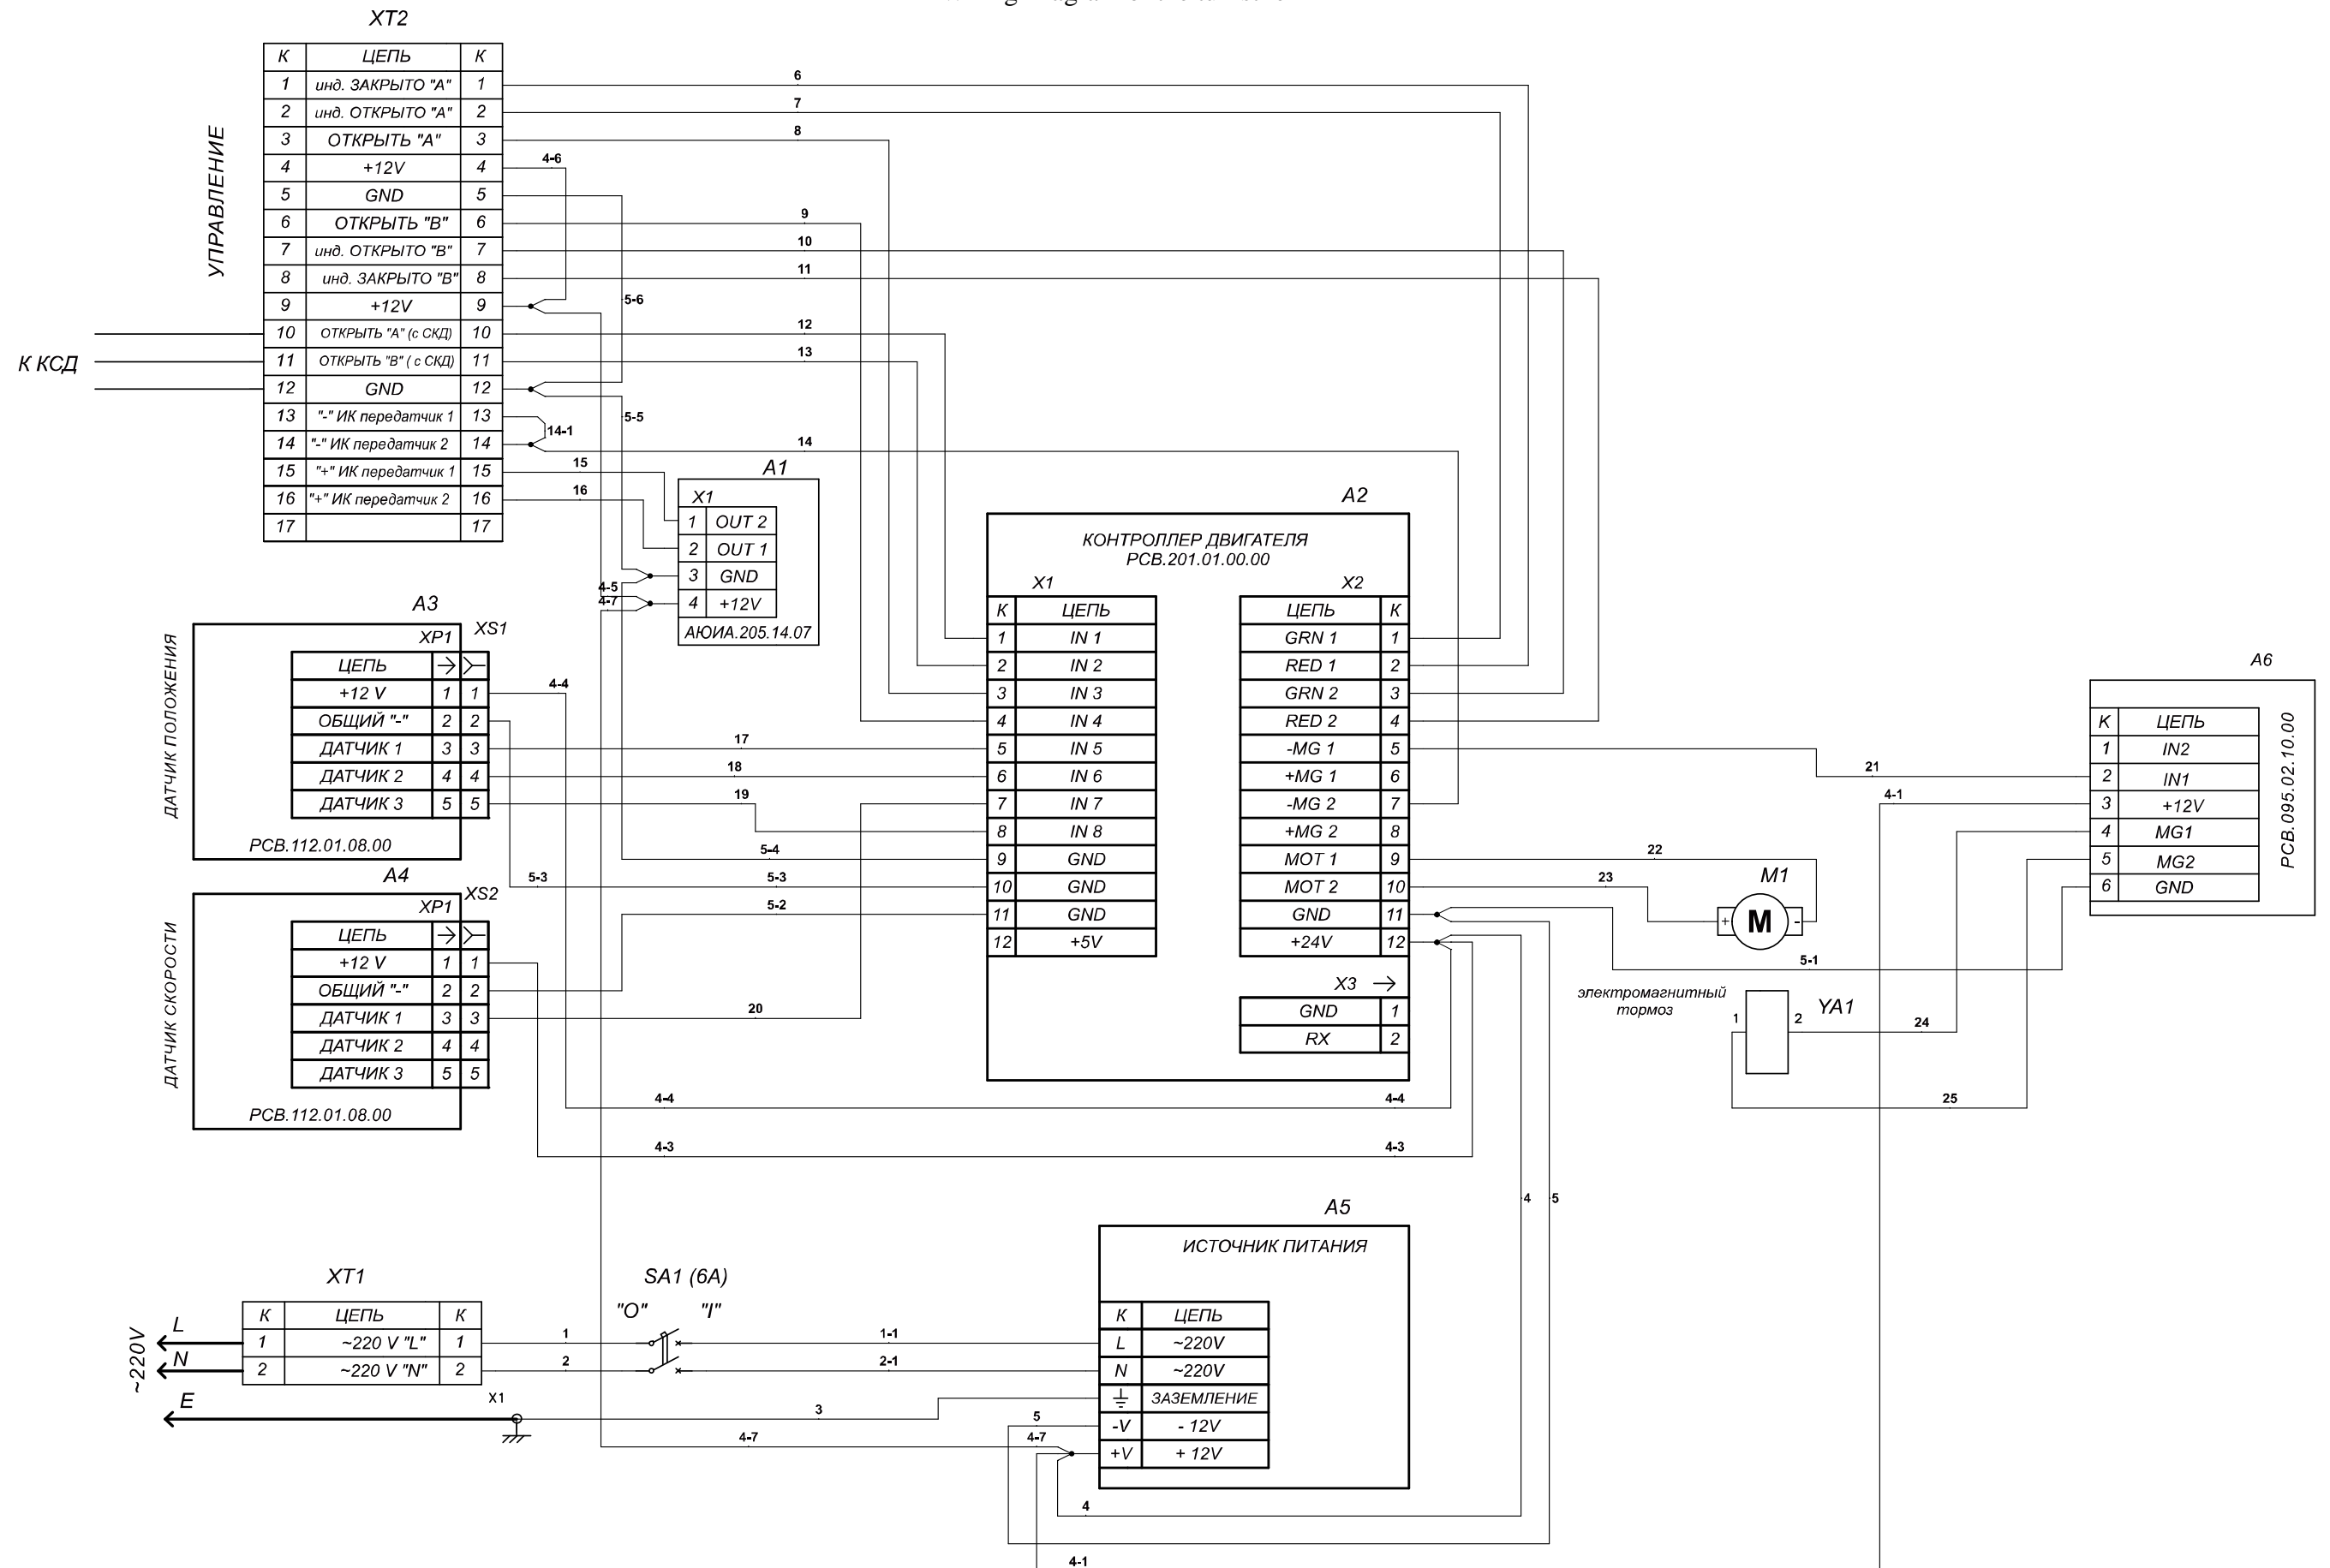 XT2
К ЦЕПЬ К
1 инд. ЗАКРЫТО "А" 1
2 инд. ОТКРЫТО "А" 2
3 ОТКРЫТЬ "А" 3
4 +12V 4
5 GND 5
6 ОТКРЫТЬ "В" 6
7 инд. ОТКРЫТО "В" 7
8 инд. ЗАКРЫТО "В" 8
9 +12V 9
10 ОТКРЫТЬ "А" (с СКД) 10
11 ОТКРЫТЬ "В" ( с СКД) 11
12 GND 12
13 "-" ИК передатчик 1 13
14 "-" ИК передатчик 2 14
15 "+" ИК передатчик 1 15
16 "+" ИК передатчик 2 16
17 17
УПРАВЛЕНИЕ
К КСД
6
7
8
4-6
9
10
11
5-6
12
13
5-5
14-1
14
15
16
A1
X1
1 OUT 2
2 OUT 1
3 GND
4 +12V
АЮИА.205.14.07
4-5
4-7
A2
КОНТРОЛЛЕР ДВИГАТЕЛЯ
PCB.201.01.00.00
X1
К ЦЕПЬ
1 IN 1
2 IN 2
3 IN 3
4 IN 4
5 IN 5
6 IN 6
7 IN 7
8 IN 8
9 GND
10 GND
11 GND
12 +5V
X2
ЦЕПЬ К
GRN 1 1
RED 1 2
GRN 2 3
RED 2 4
-MG 1 5
+MG 1 6
-MG 2 7
+MG 2 8
MOT 1 9
MOT 2 10
GND 11
+24V 12
X3
GND 1
RX 2
A3
XP1 XS1
ДАТЧИК ПОЛОЖЕНИЯ
ЦЕПЬ
+12 V 1 1
ОБЩИЙ "-" 2 2
ДАТЧИК 1 3 3
ДАТЧИК 2 4 4
ДАТЧИК 3 5 5
PCB.112.01.08.00
4-4
17
18
19
5-4
5-3 5-3
5-2
20
A4
XP1 XS2
ДАТЧИК СКОРОСТИ
ЦЕПЬ
+12 V 1 1
ОБЩИЙ "-" 2 2
ДАТЧИК 1 3 3
ДАТЧИК 2 4 4
ДАТЧИК 3 5 5
PCB.112.01.08.00
4-4 4-4
4-3 4-3
A6
К ЦЕПЬ
1 IN2
2 IN1
3 +12V
4 MG1
5 MG2
6 GND
PCB.095.02.10.00
21
4-1
22
23
M1
+ M -
5-1
электромагнитный
тормоз
1 2 YA1
24
25
4 5
A5
ИСТОЧНИК ПИТАНИЯ
К ЦЕПЬ
L ~220V
N ~220V
ЗАЗЕМЛЕНИЕ
-V - 12V
+V + 12V
XT1
К ЦЕПЬ К
1 ~220 V "L" 1
2 ~220 V "N" 2
~220V
L
N
E
X1
SA1 (6A)
"O" "I"
1 1-1
2 2-1
3
5
4-7 4-7
4
4-1